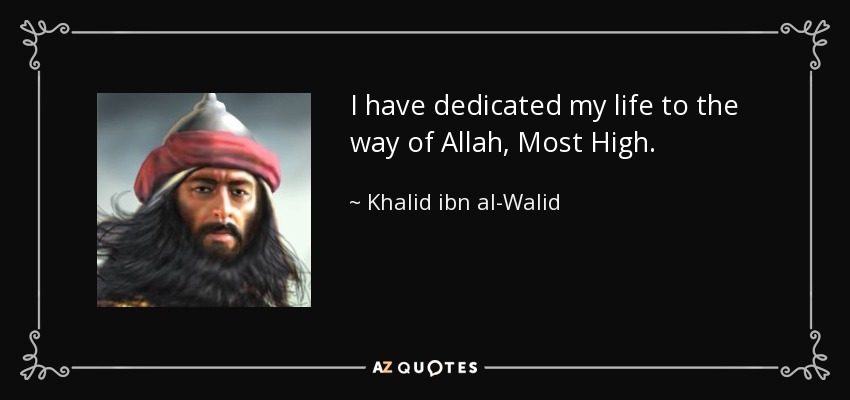 I have dedicated my life to the
way of Allah, Most High.
~ Khalid ibn al-Walid
AZ QUOTES